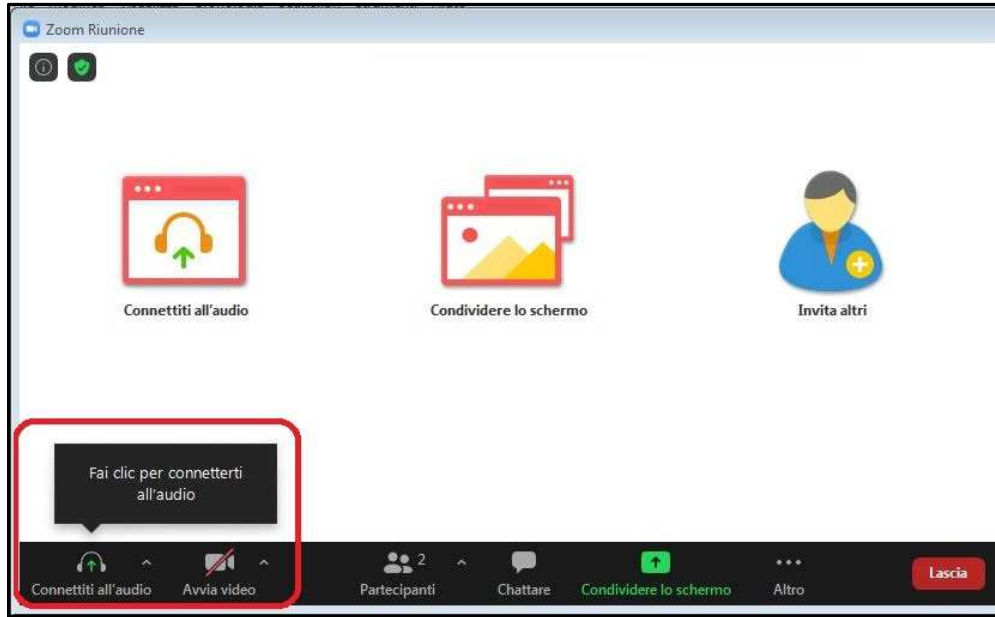 Zoom Riunione
Connettiti all'audio
Condividere lo schermo
Invita altri
Fai clic per connetterti
all'audio
Connettiti all'audio
Avvia video
Partecipanti
2
Chattare
Condividere lo schermo
Altro
Lascia